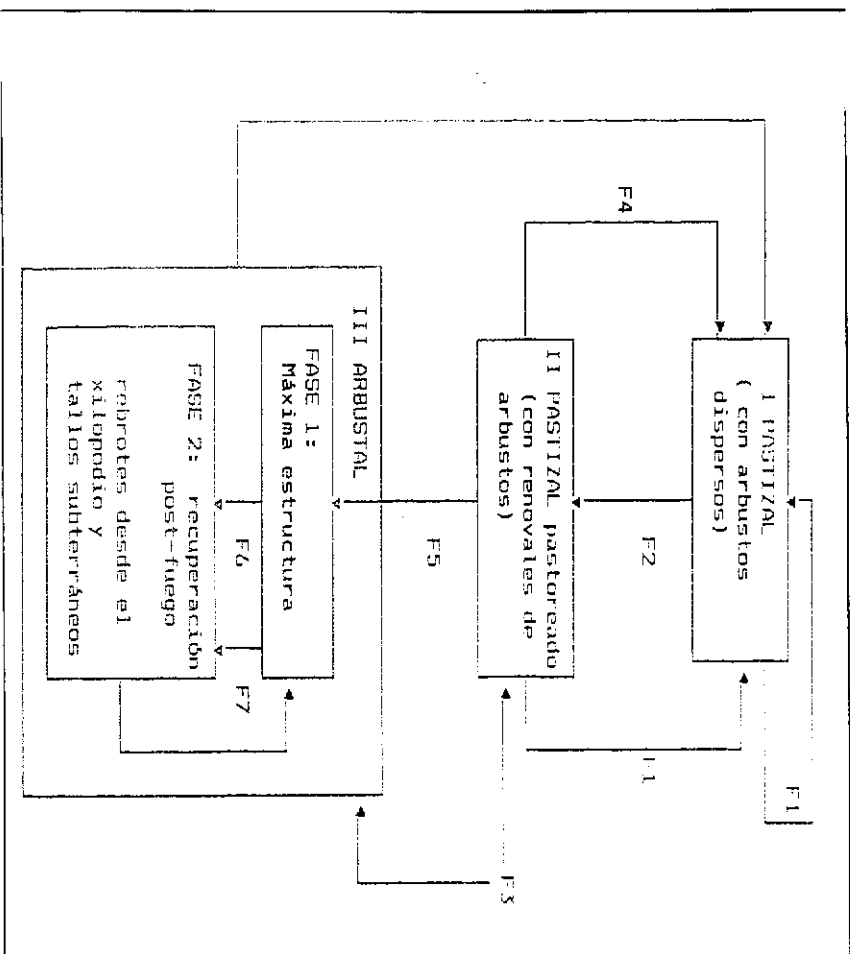 I PASTIZAL
( con arbustos
dispersos)
F1
F2
F4
F1
II PASTIZAL pastoreado
(con renovales de
arbustos)
F3
F5
III ARBUSTAL
FASE 1:
Máxima estructura
F6
F7
FASE 2: recuperación
post-fuego
rebrotes desde el
xilopodio y
tallos subterráneos